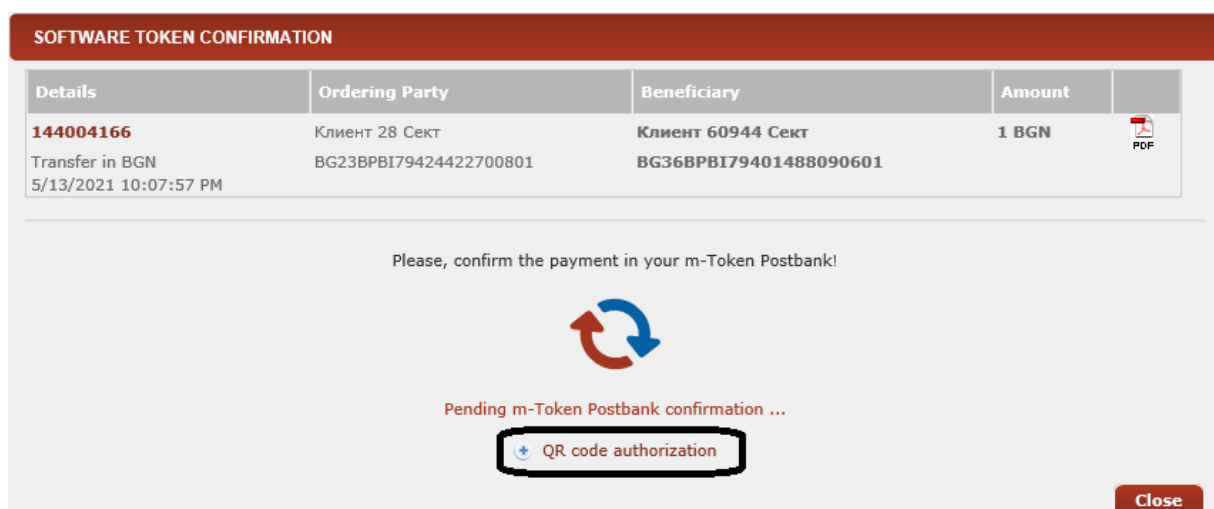 SOFTWARE TOKEN CONFIRMATION
Details Ordering Party Beneficiary Amount
144004166 Клиент 28 Сект Клиент 60944 Сект 1 BGN PDF
Transfer in BGN BG23BPBI79424422700801 BG36BPBI79401488090601
5/13/2021 10:07:57 PM
Please, confirm the payment in your m-Token Postbank!
Pending m-Token Postbank confirmation ...
QR code authorization
Close